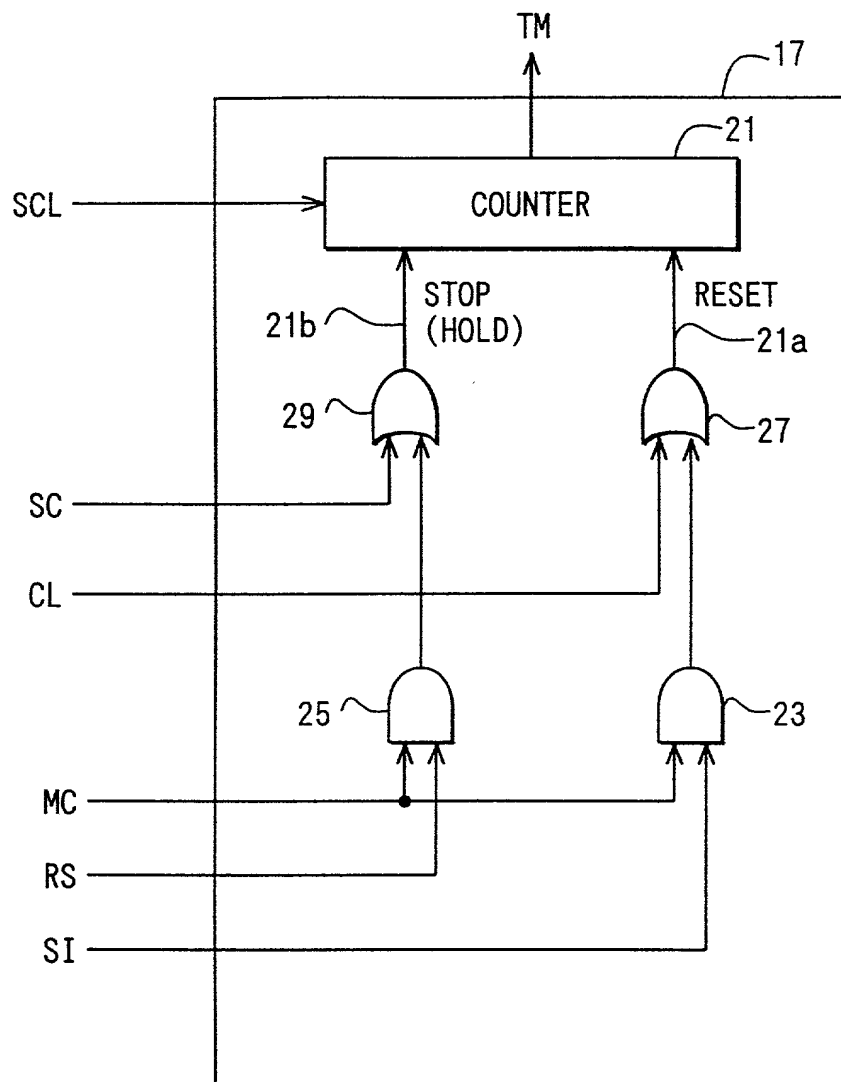 TM
17
21
SCL
COUNTER
STOP
(HOLD)
RESET
21b
21a
29
27
SC
CL
25
23
MC
RS
SI